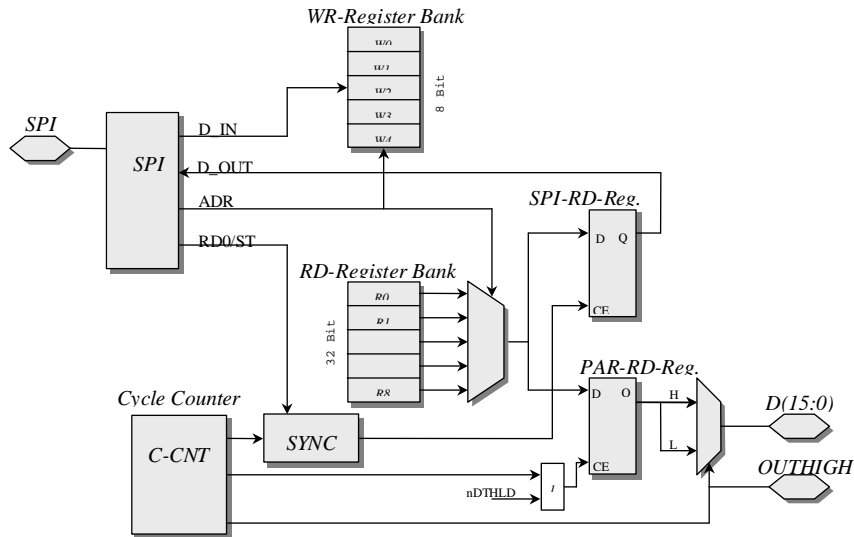 WR-Register Bank
W0
W1
W2
W3
W4
8 Bit
SPI
SPI
D_IN
D_OUT
ADR
RD0/ST
SPI-RD-Reg.
D Q
CE
RD-Register Bank
R0
R1
R8
32 Bit
PAR-RD-Reg.
D O
CE
H
L
D(15:0)
OUTHIGH
Cycle Counter
C-CNT
SYNC
nDTHLD
1